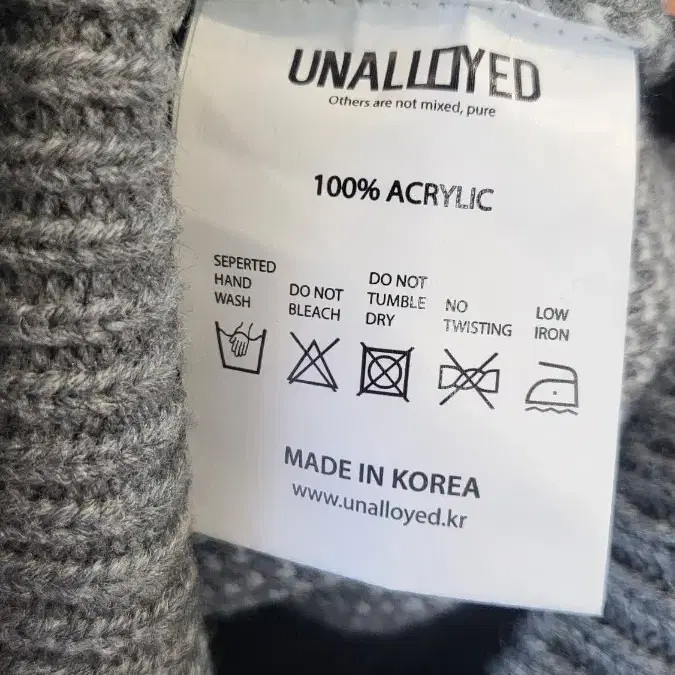 UNALLOYED
Others are not mixed, pure
100% ACRYLIC
SEPERTED
HAND
WASH
DO NOT
BLEACH
DO NOT
TUMBLE
DRY
NO
TWISTING
LOW
IRON
MADE IN KOREA
www.unalloyed.kr